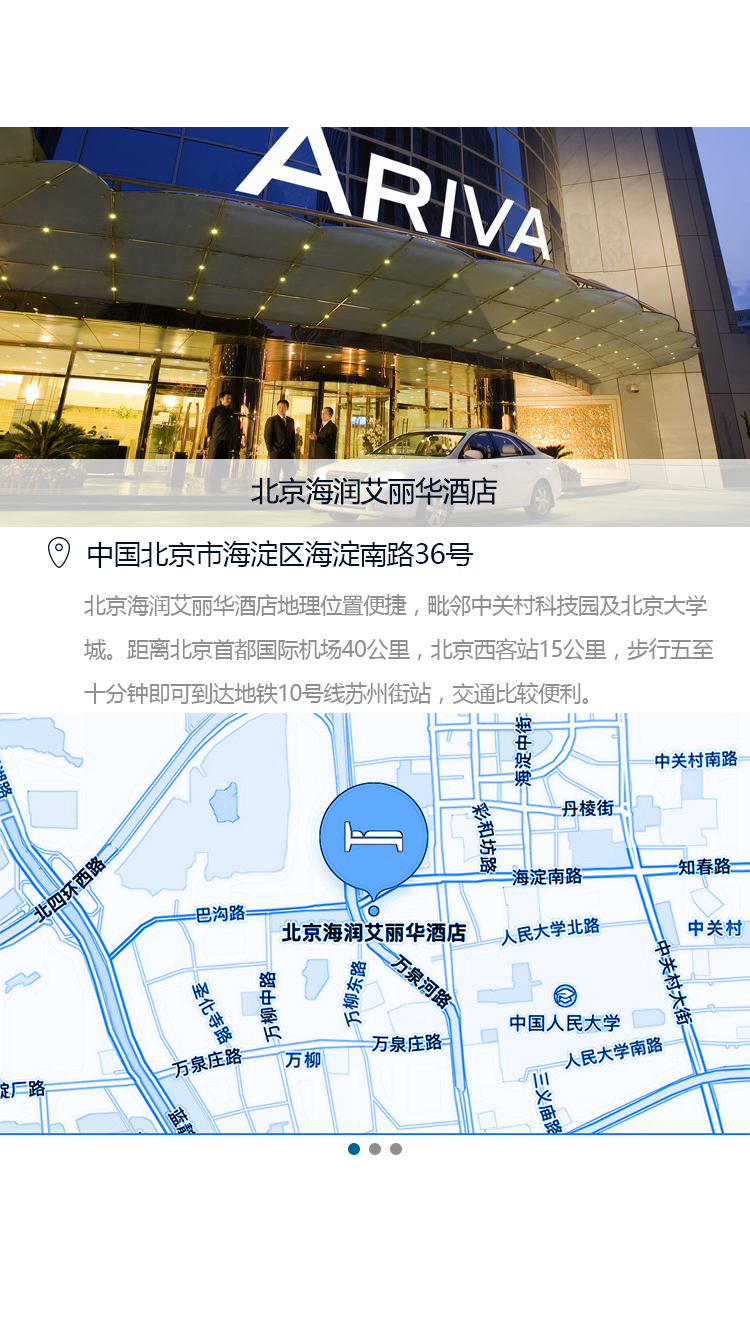 ARIVA
北京海润艾丽华酒店
中国北京市海淀区海淀南路36号
北京海润艾丽华酒店地理位置便捷，毗邻中关村科技园及北京大学
城。距离北京首都国际机场40公里，北京西客站15公里，步行五至
十分钟即可到达地铁10号线苏州街站，交通比较便利。
海淀中街
中关村南路
丹棱街
彩和坊路
海淀南路
知春路
北四环西路
巴沟路
北京海润艾丽华酒店
人民大学北路
中关村
万泉河路
万柳东路
万柳中路
圣化寺路
中关村大街
中国人民大学
万泉庄路
万柳
万泉庄路
人民大学南路
淀厂路
三义庙路